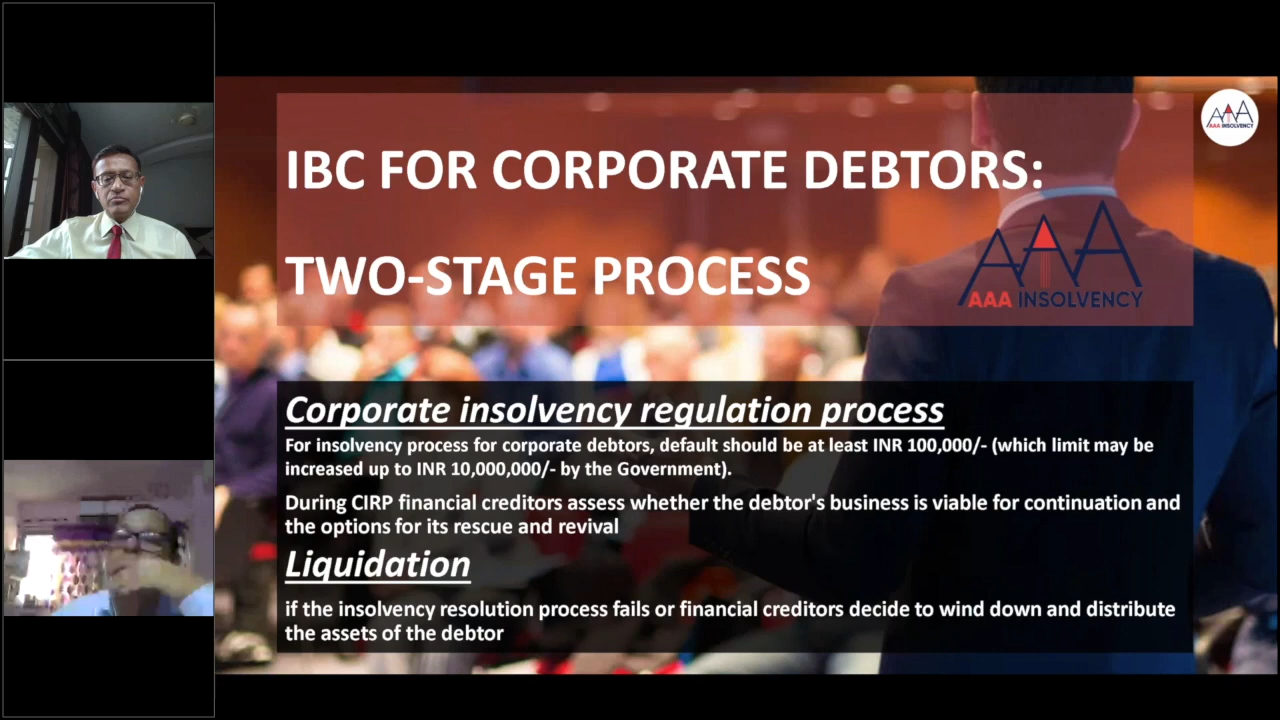 IBC FOR CORPORATE DEBTORS:
TWO-STAGE PROCESS
AAA INSOLVENCY
AAA INSOLVENCY
Corporate insolvency regulation process
For insolvency process for corporate debtors, default should be at least INR 100,000/- (which limit may be
increased up to INR 10,000,000/- by the Government).
During CIRP financial creditors assess whether the debtor's business is viable for continuation and
the options for its rescue and revival
Liquidation
if the insolvency resolution process fails or financial creditors decide to wind down and distribute
the assets of the debtor